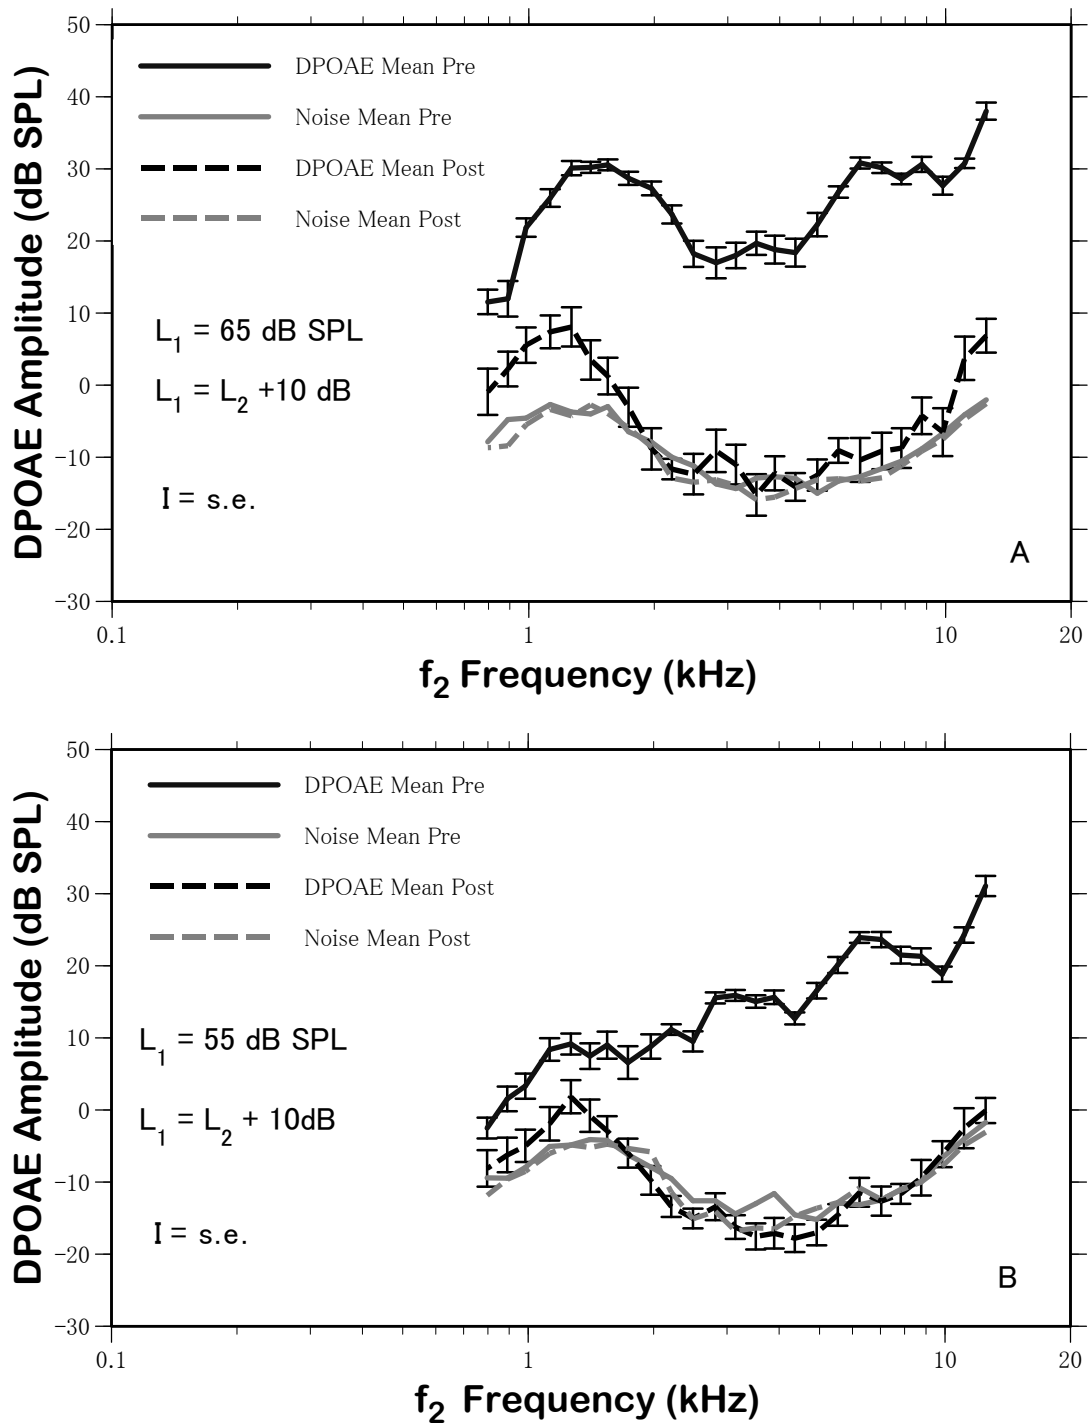 50
40
30
20
10
0
−10
−20
−30
DPOAE Amplitude (dB SPL)
DPOAE Mean Pre
Noise Mean Pre
DPOAE Mean Post
Noise Mean Post
L1 = 65 dB SPL
L1 = L2 +10 dB
I = s.e.
A
0.1 1 10 20
f2 Frequency (kHz)
50
40
30
20
10
0
−10
−20
−30
DPOAE Amplitude (dB SPL)
DPOAE Mean Pre
Noise Mean Pre
DPOAE Mean Post
Noise Mean Post
L1 = 55 dB SPL
L1 = L2 + 10dB
I = s.e.
B
0.1 1 10 20
f2 Frequency (kHz)